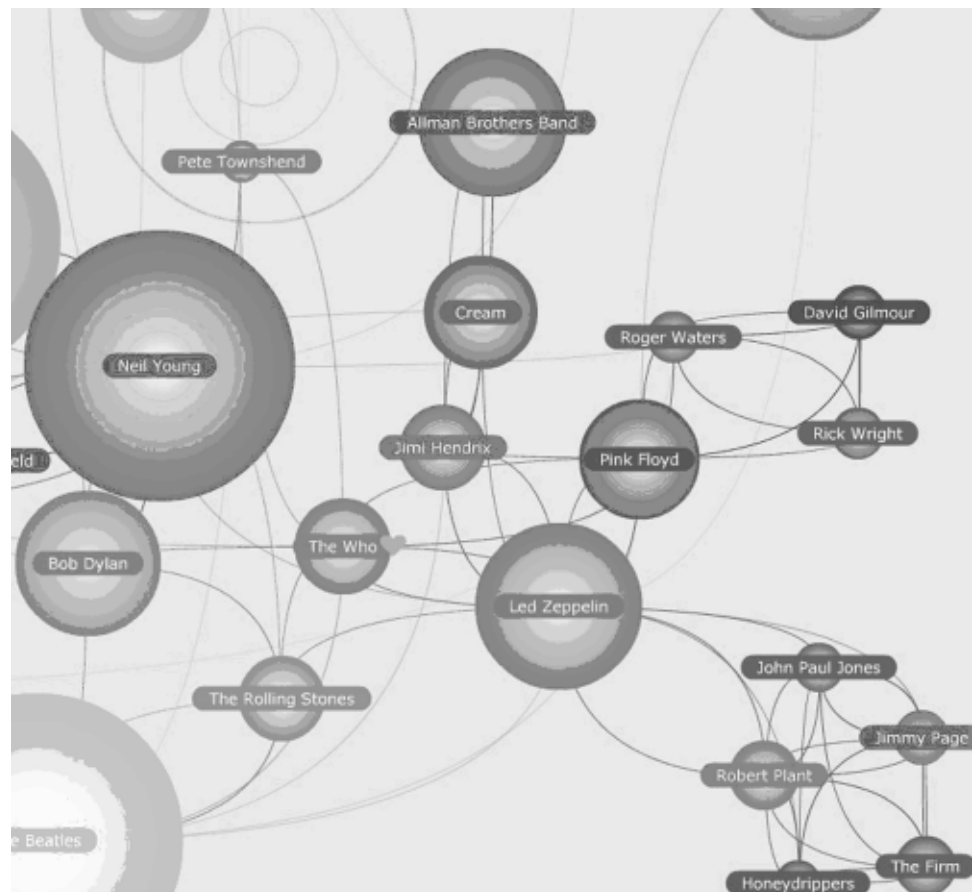 Allman Brothers Band
Pete Townshend
Cream
David Gilmour
Roger Waters
Neil Young
Rick Wright
Jimi Hendrix
Pink Floyd
eld
The Who
Bob Dylan
Led Zeppelin
John Paul Jones
The Rolling Stones
Jimmy Page
Robert Plant
e Beatles
The Firm
Honeydrippers